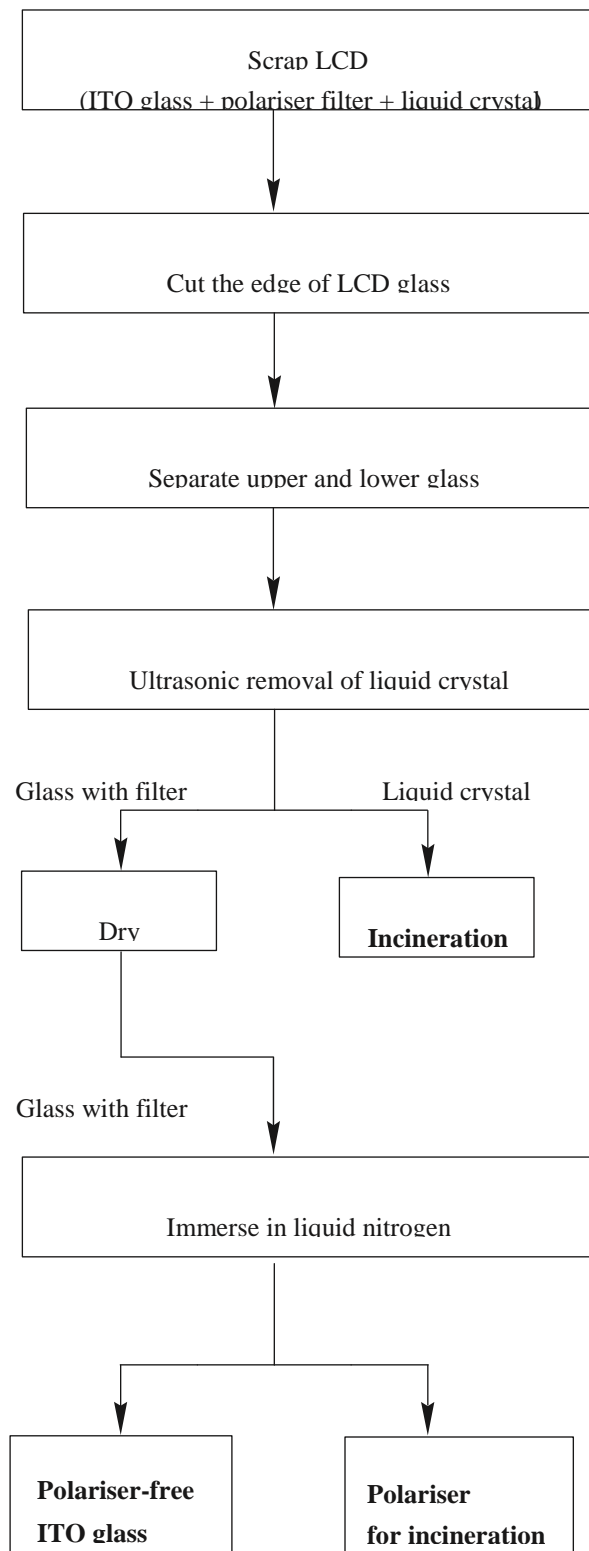 Scrap LCD
(ITO glass + polariser filter + liquid crystal)
Cut the edge of LCD glass
Separate upper and lower glass
Ultrasonic removal of liquid crystal
Glass with filter
Liquid crystal
Dry
Incineration
Glass with filter
Immerse in liquid nitrogen
Polariser-free
ITO glass
Polariser
for incineration